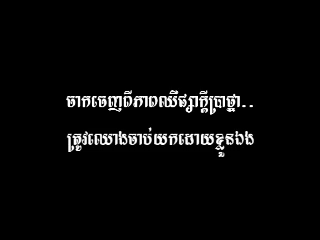 ចាកចេញពីភាពឈឺផ្សាក្ដីប្រាថ្នា..
ត្រូវឈោងចាប់យកដោយខ្លួនឯង